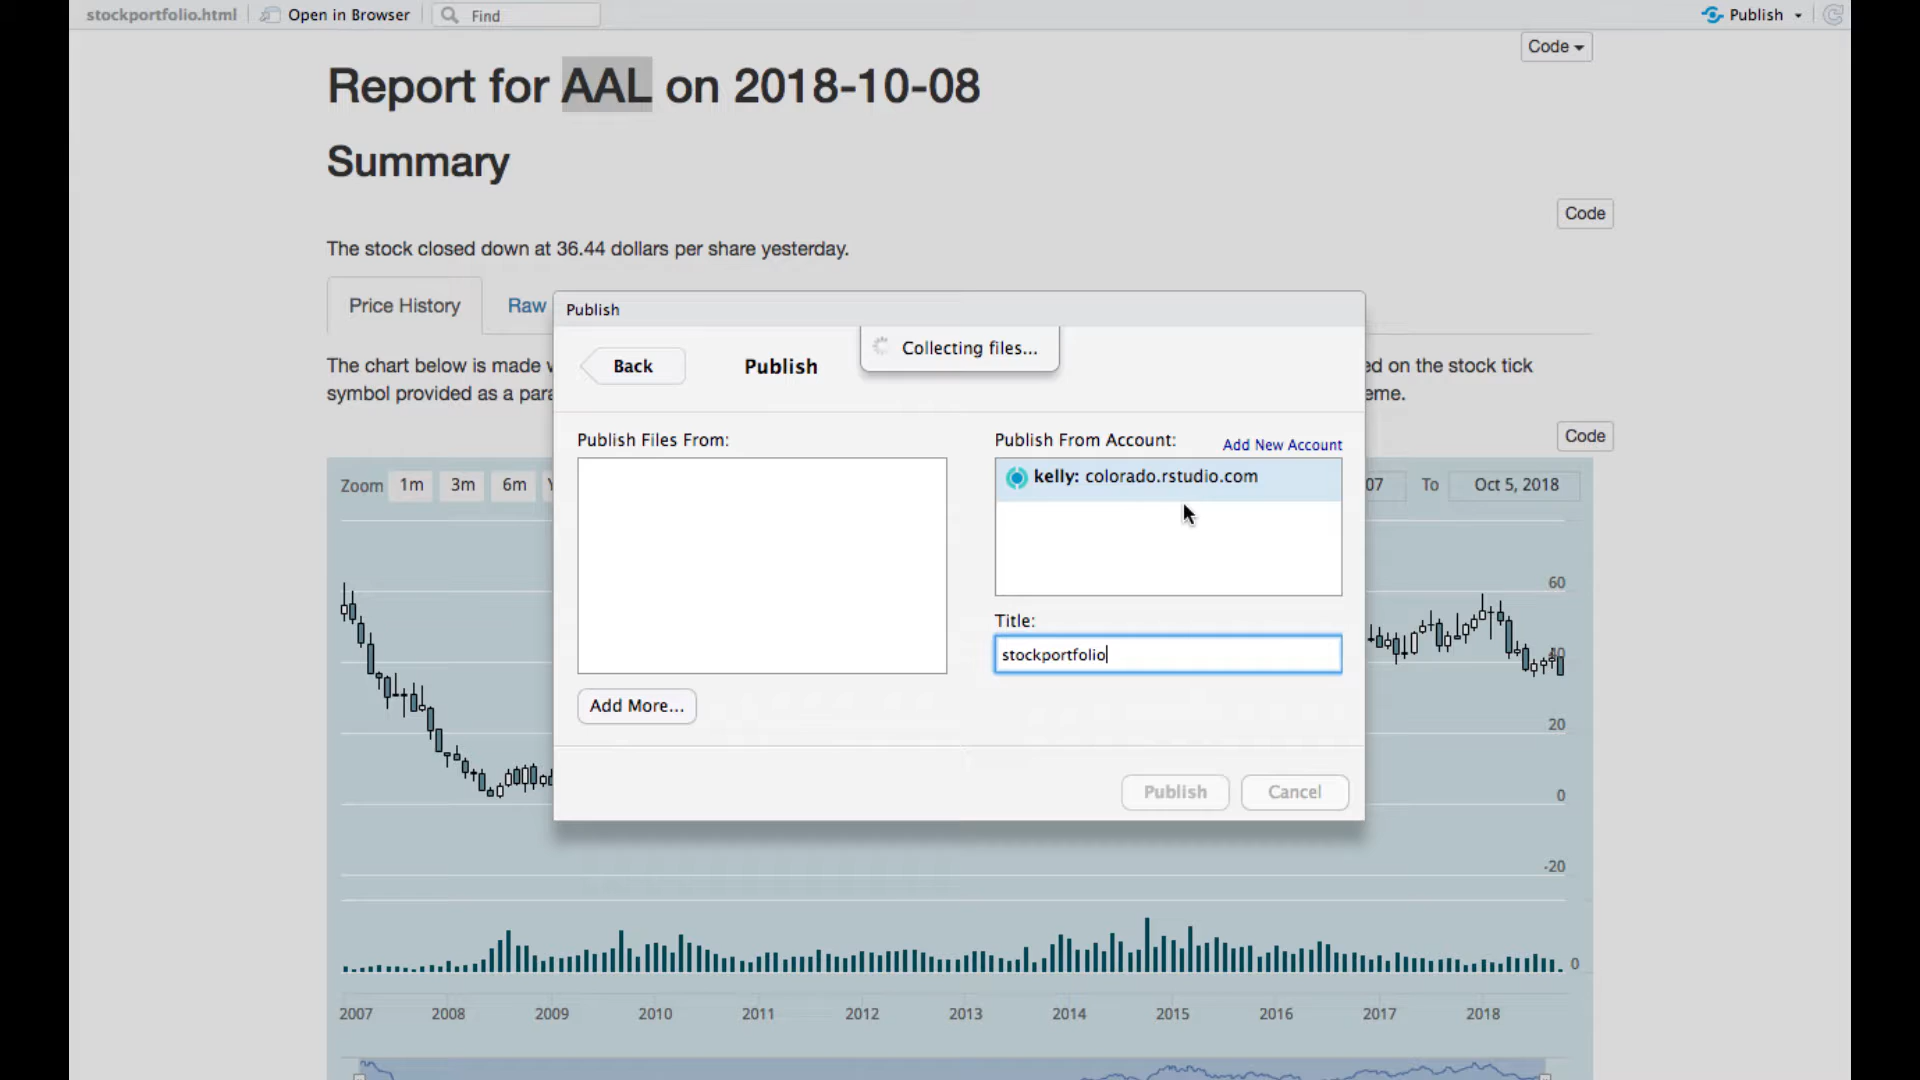 stockportfolio.html Open in Browser Find Publish
Code
Report for AAL on 2018-10-08
Summary
Code
The stock closed down at 36.44 dollars per share yesterday.
Price History Raw
The chart below is made ed on the stock tick
symbol provided as a para eme.
Code
Publish
Back Publish Collecting files...
Publish Files From:
Publish From Account: Add New Account
kelly: colorado.rstudio.com
Title:
stockportfolio
Add More...
Publish Cancel
Zoom 1m 3m 6m Y 07 To Oct 5, 2018
60
40
20
0
-20
0
2007 2008 2009 2010 2011 2012 2013 2014 2015 2016 2017 2018